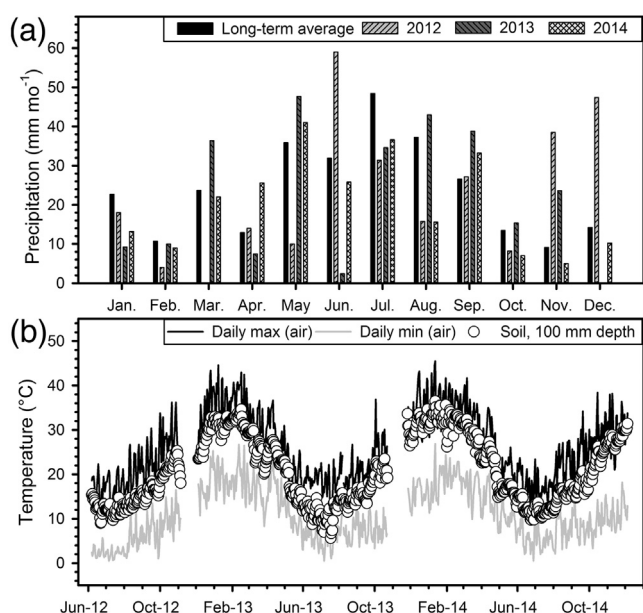 (a)
Long-term average 2012 2013 2014
Precipitation (mm mo⁻¹)
60
50
40
30
20
10
0
Jan. Feb. Mar. Apr. May Jun. Jul. Aug. Sep. Oct. Nov. Dec.
(b)
Daily max (air) Daily min (air) Soil, 100 mm depth
Temperature (°C)
50
40
30
20
10
0
Jun-12 Oct-12 Feb-13 Jun-13 Oct-13 Feb-14 Jun-14 Oct-14